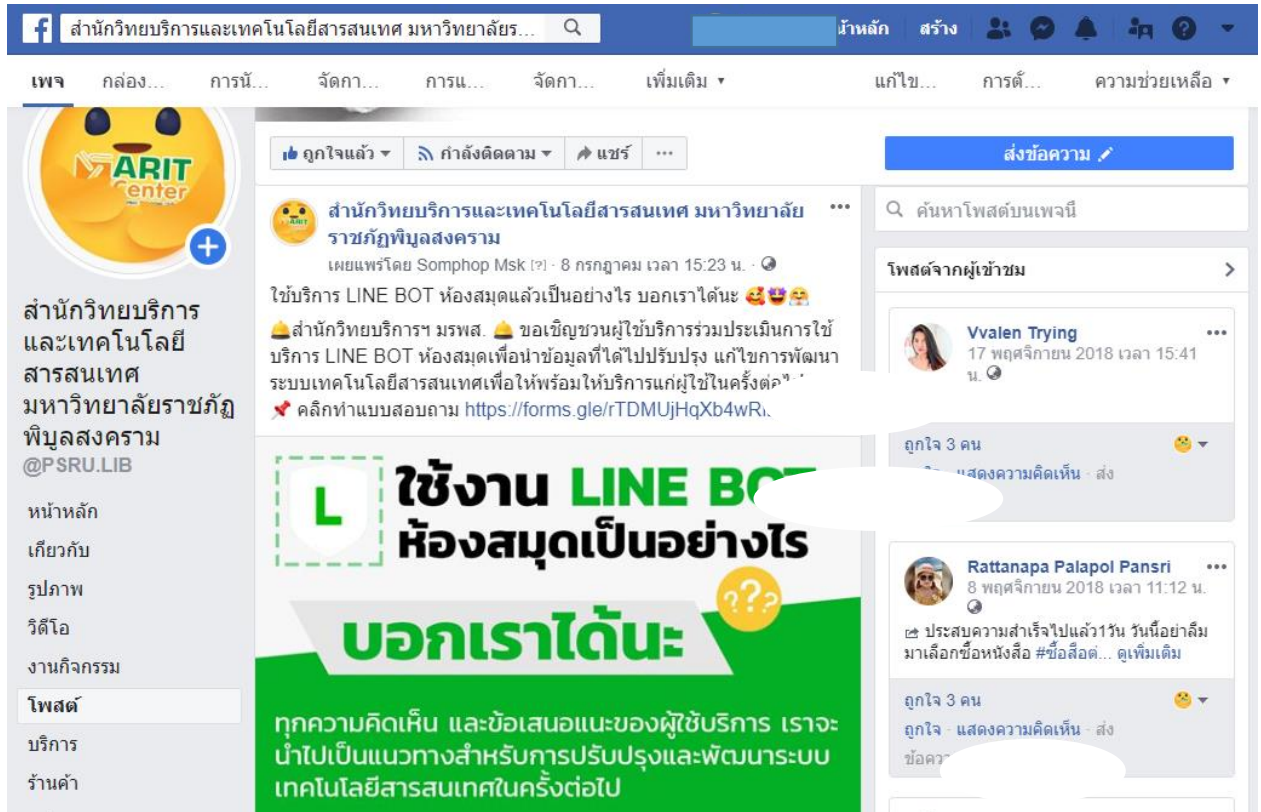 สำนักวิทยบริการและเทคโนโลยีสารสนเทศ มหาวิทยาลัยร...
สร้าง
เพจ กล่อง... การนั... จัดกา... การแ... จัดกา... เพิ่มเติม แก้ไข... การตั้... ความช่วยเหลือ
ARIT
Center
สำนักวิทยบริการ
และเทคโนโลยี
สารสนเทศ
มหาวิทยาลัยราชภัฏ
พิบูลสงคราม
@PSRU.LIB
หน้าหลัก
เกี่ยวกับ
รูปภาพ
วิดีโอ
งานกิจกรรม
โพสต์
บริการ
ร้านค้า
ถูกใจแล้ว กำลังติดตาม แชร์ ...
ส่งข้อความ
สำนักวิทยบริการและเทคโนโลยีสารสนเทศ มหาวิทยาลัย
ราชภัฏพิบูลสงคราม
เผยแพร่โดย Somphop Msk [?] · 8 กรกฎาคม เวลา 15:23 น. ·
ใช้บริการ LINE BOT ห้องสมุดแล้วเป็นอย่างไร บอกเราได้นะ 🥰🤩🤗
🛎️สำนักวิทยบริการฯ มรพส. 🛎️ ขอเชิญชวนผู้ใช้บริการร่วมประเมินการใช้
บริการ LINE BOT ห้องสมุดเพื่อนำข้อมูลที่ได้ไปปรับปรุง แก้ไขการพัฒนา
ระบบเทคโนโลยีสารสนเทศเพื่อให้พร้อมให้บริการแก่ผู้ใช้ในครั้ง
📌 คลิกทำแบบสอบถาม
L
ใช้งาน LINE
ห้องสมุดเป็นอย่างไร
???
บอกเราได้นะ
ทุกความคิดเห็น และข้อเสนอแนะของผู้ใช้บริการ เราจะ
นำไปเป็นแนวทางสำหรับการปรับปรุงและพัฒนาระบบ
เทคโนโลยีสารสนเทศในครั้งต่อไป
ค้นหาโพสต์บนเพจนี้
โพสต์จากผู้เข้าชม
Vvalen Trying
17 พฤศจิกายน 2018 เวลา 15:41
น.
ถูกใจ 3 คน
แสดงความคิดเห็น · ส่ง
Rattanapa Palapol Pansri
8 พฤศจิกายน 2018 เวลา 11:12 น.
ประสบความสำเร็จไปแล้ว1วัน วันนี้อย่าลืม
มาเลือกซื้อหนังสือ #ซื้อสื่อต่... ดูเพิ่มเติม
ถูกใจ 3 คน
ถูกใจ · แสดงความคิดเห็น · ส่ง